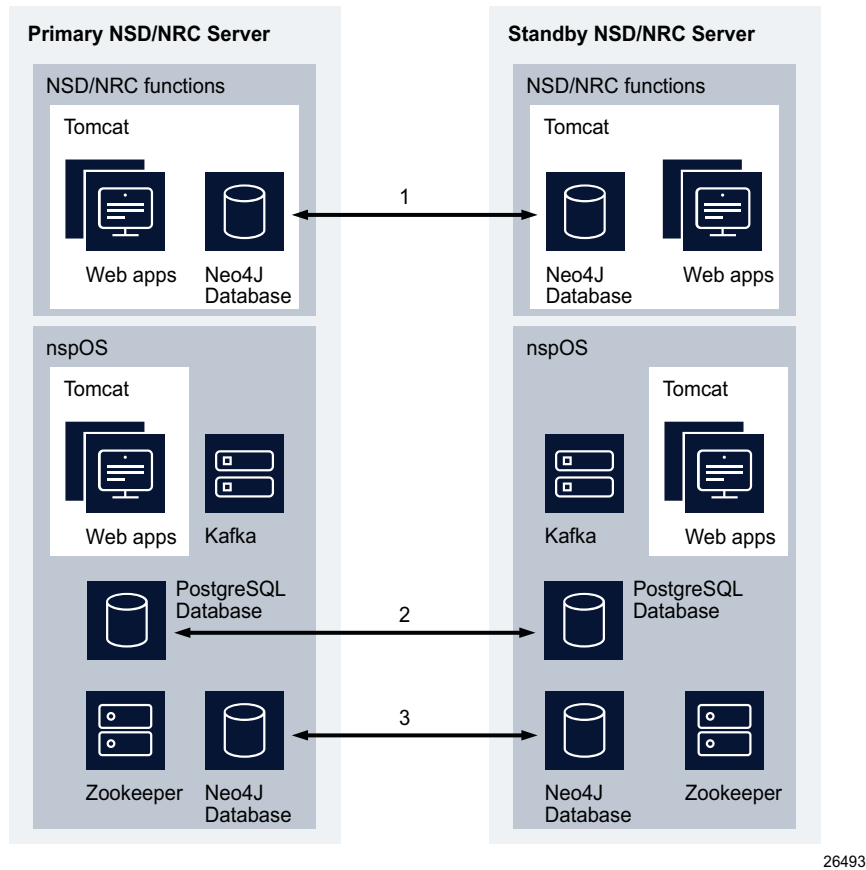 Primary NSD/NRC Server
NSD/NRC functions
Tomcat
Web apps
Neo4J
Database
nspOS
Tomcat
Web apps
Kafka
PostgreSQL
Database
Zookeeper
Neo4J
Database
1
2
3
Standby NSD/NRC Server
NSD/NRC functions
Tomcat
Neo4J
Database
Web apps
nspOS
Tomcat
Kafka
Web apps
PostgreSQL
Database
Neo4J
Database
Zookeeper
26493